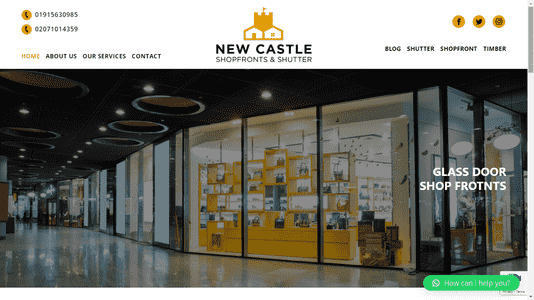 01915630985
02071014359
HOME ABOUT US OUR SERVICES CONTACT
NEW CASTLE
SHOPFRONTS & SHUTTER
BLOG SHUTTER SHOPFRONT TIMBER
GLASS DOOR
SHOP FROTNTS
How can I help you?